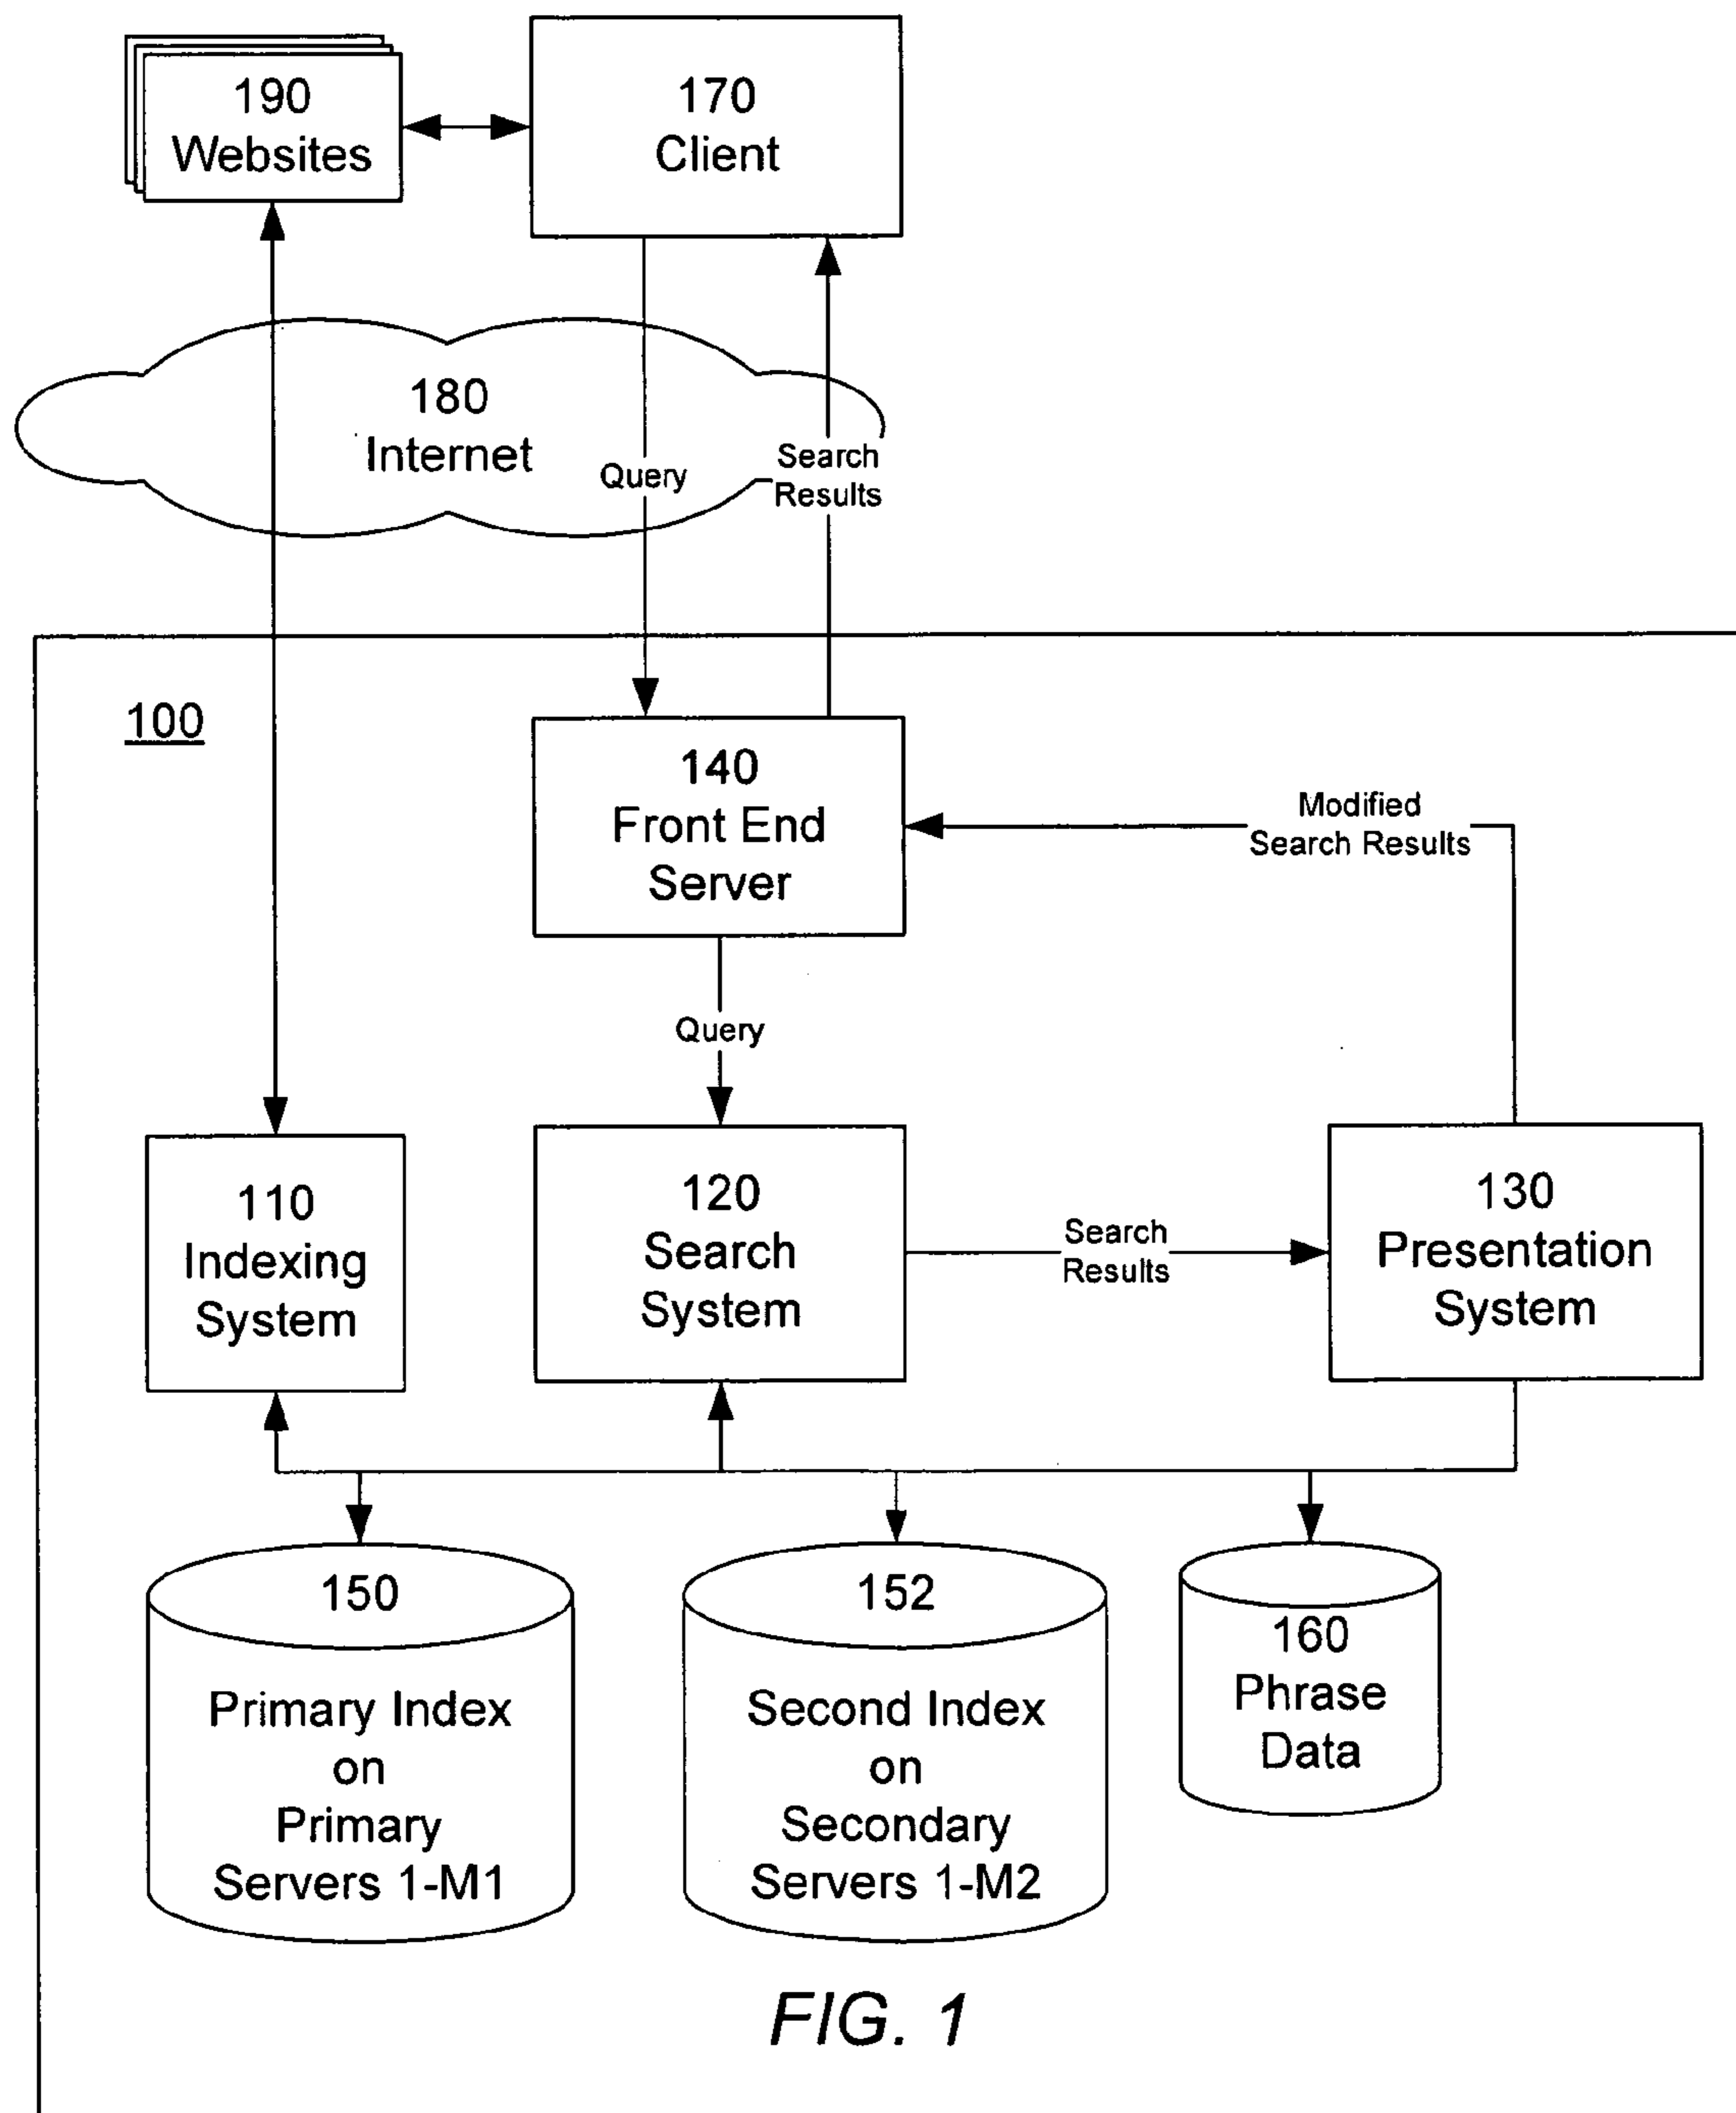 190
Websites
170
Client
180
Internet
Query
Search
Results
100
140
Front End
Server
Modified
Search Results
Query
110
Indexing
System
120
Search
System
Search
Results
130
Presentation
System
150
Primary Index
on
Primary
Servers 1-M1
152
Second Index
on
Secondary
Servers 1-M2
160
Phrase
Data
FIG. 1